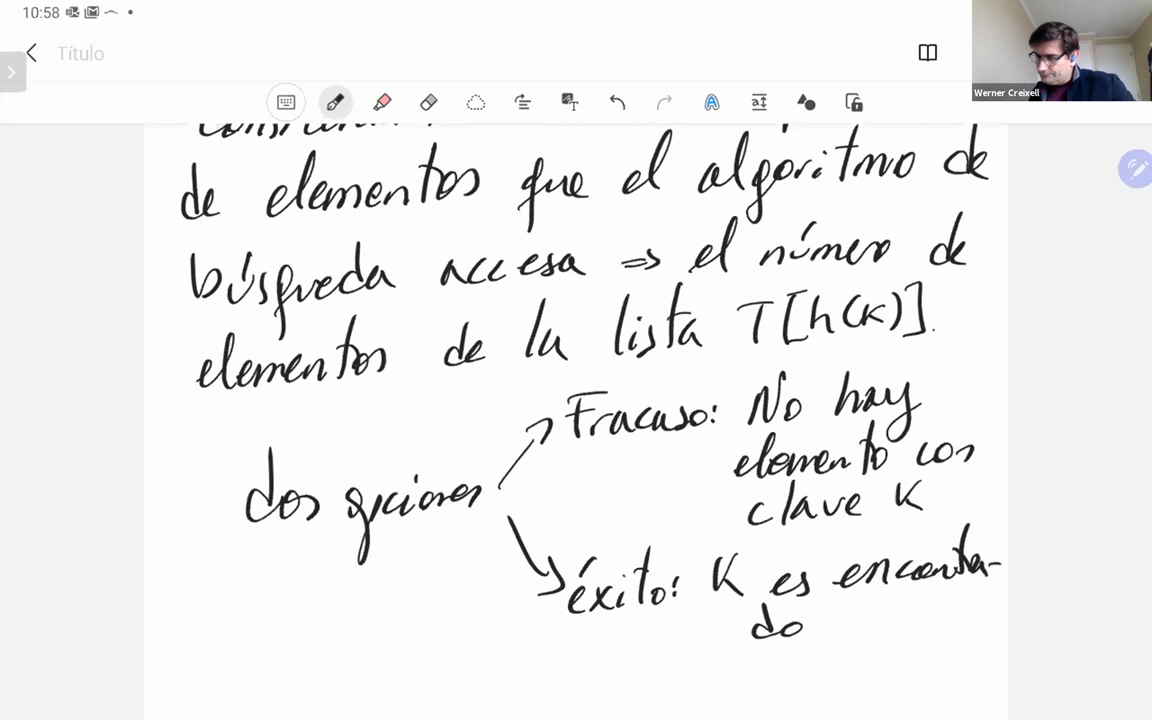 10:58
Título
Werner Creixell
de elementos que el algoritmo de
búsqueda accesa => el número de
elementos de la lista T[h(K)].
Fracaso: No hay
elemento con
clave K
dos opciones
éxito: K es encontra-
do